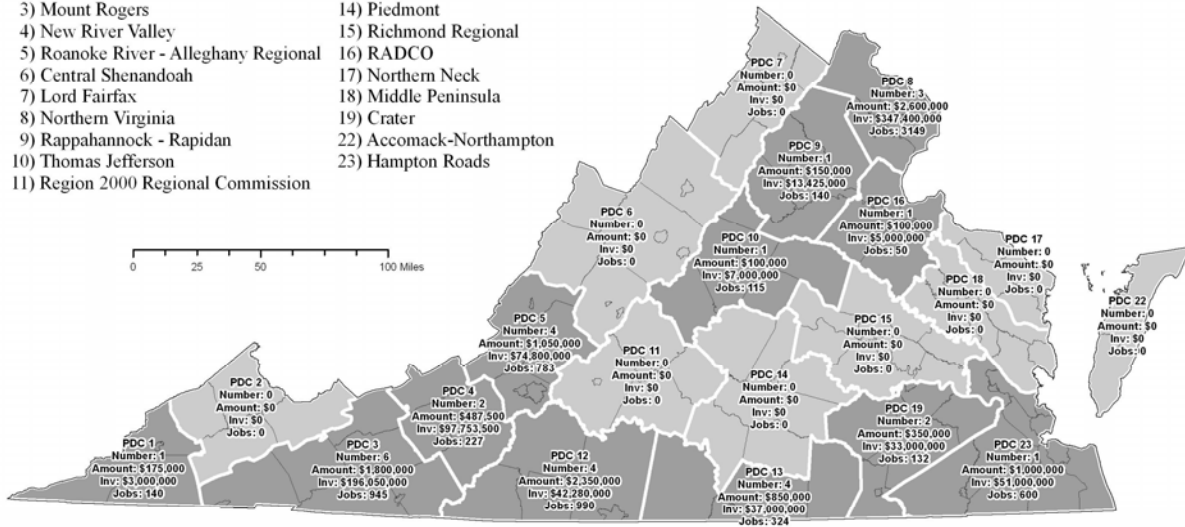 3) Mount Rogers
4) New River Valley
5) Roanoke River - Alleghany Regional
6) Central Shenandoah
7) Lord Fairfax
8) Northern Virginia
9) Rappahannock - Rapidan
10) Thomas Jefferson
11) Region 2000 Regional Commission
14) Piedmont
15) Richmond Regional
16) RADCO
17) Northern Neck
18) Middle Peninsula
19) Crater
22) Accomack-Northampton
23) Hampton Roads
0 25 50 100 Miles
PDC 7
Number: 0
Amount: $0
Inv: $0
Jobs: 0
PDC 8
Number: 3
Amount: $2,600,000
Inv: $347,400,000
Jobs: 3149
PDC 9
Number: 1
Amount: $150,000
Inv: $13,425,000
Jobs: 140
PDC 16
Number: 1
Amount: $100,000
Inv: $5,000,000
Jobs: 50
PDC 6
Number: 0
Amount: $0
Inv: $0
Jobs: 0
PDC 10
Number: 1
Amount: $100,000
Inv: $7,000,000
Jobs: 115
PDC 17
Number: 0
Amount: $0
Inv: $0
Jobs: 0
PDC 18
Number: 0
Amount: $0
Inv: $0
Jobs: 0
PDC 22
Number: 0
Amount: $0
Inv: $0
Jobs: 0
PDC 5
Number: 4
Amount: $1,050,000
Inv: $74,800,000
Jobs: 783
PDC 11
Number: 0
Amount: $0
Inv: $0
Jobs: 0
PDC 15
Number: 0
Amount: $0
Inv: $0
Jobs: 0
PDC 14
Number: 0
Amount: $0
Inv: $0
Jobs: 0
PDC 2
Number: 0
Amount: $0
Inv: $0
Jobs: 0
PDC 4
Number: 2
Amount: $487,500
Inv: $97,753,500
Jobs: 227
PDC 19
Number: 2
Amount: $350,000
Inv: $33,000,000
Jobs: 132
PDC 1
Number: 1
Amount: $175,000
Inv: $3,000,000
Jobs: 140
PDC 3
Number: 6
Amount: $1,800,000
Inv: $196,050,000
Jobs: 945
PDC 12
Number: 4
Amount: $2,350,000
Inv: $42,280,000
Jobs: 990
PDC 13
Number: 4
Amount: $850,000
Inv: $37,000,000
Jobs: 324
PDC 23
Number: 1
Amount: $1,000,000
Inv: $51,000,000
Jobs: 600